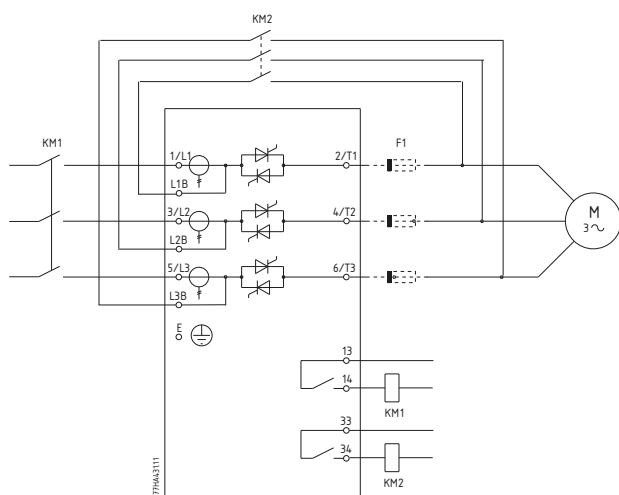 KM2
KM1
F1
1/L1
2/T1
L1B
3/L2
4/T2
L2B
5/L3
6/T3
L3B
M
3~
E
13
14
KM1
33
34
KM2
77HA43111